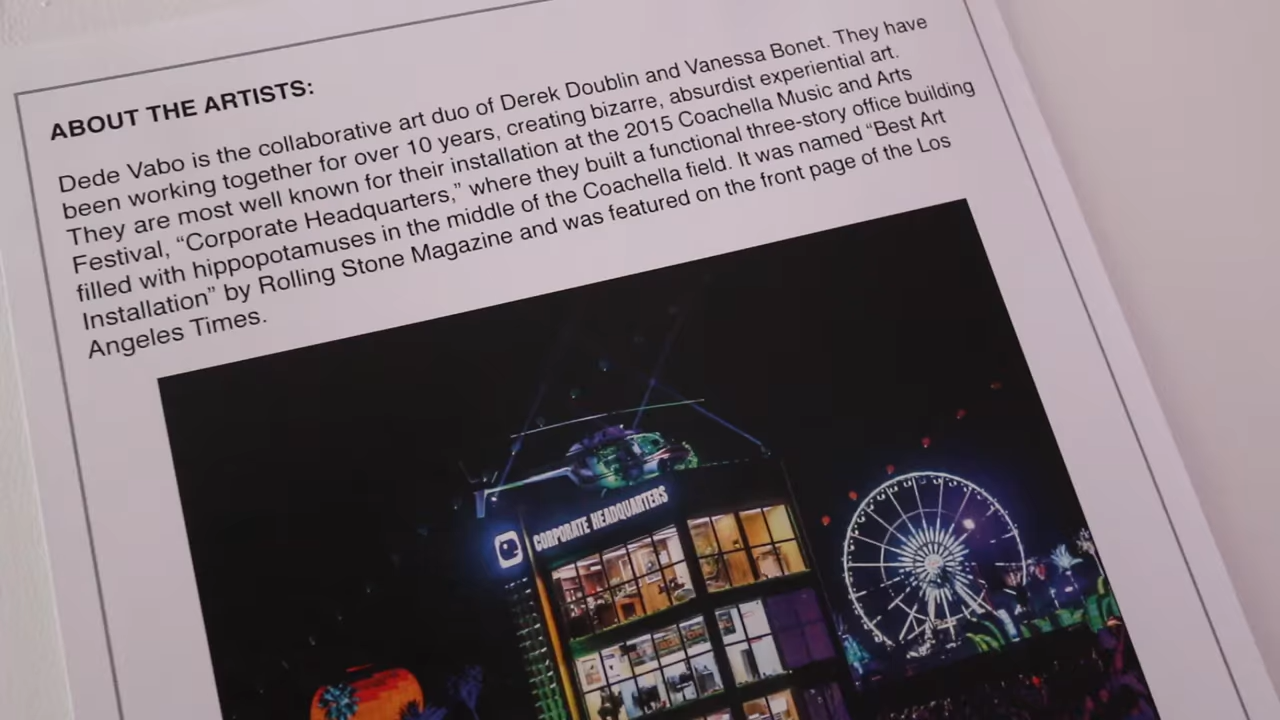 ABOUT THE ARTISTS:
Dede Vabo is the collaborative art duo of Derek Doublin and Vanessa Bonet. They have
been working together for over 10 years, creating bizarre, absurdist experiential art.
They are most well known for their installation at the 2015 Coachella Music and Arts
Festival, “Corporate Headquarters,” where they built a functional three-story office building
filled with hippopotamuses in the middle of the Coachella field. It was named “Best Art
Installation” by Rolling Stone Magazine and was featured on the front page of the Los
Angeles Times.
CORPORATE HEADQUARTERS